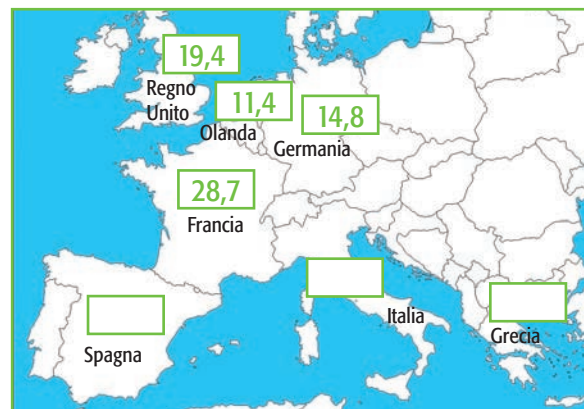 19,4
Regno
Unito
11,4
Olanda
14,8
Germania
28,7
Francia
Italia
Spagna
Grecia